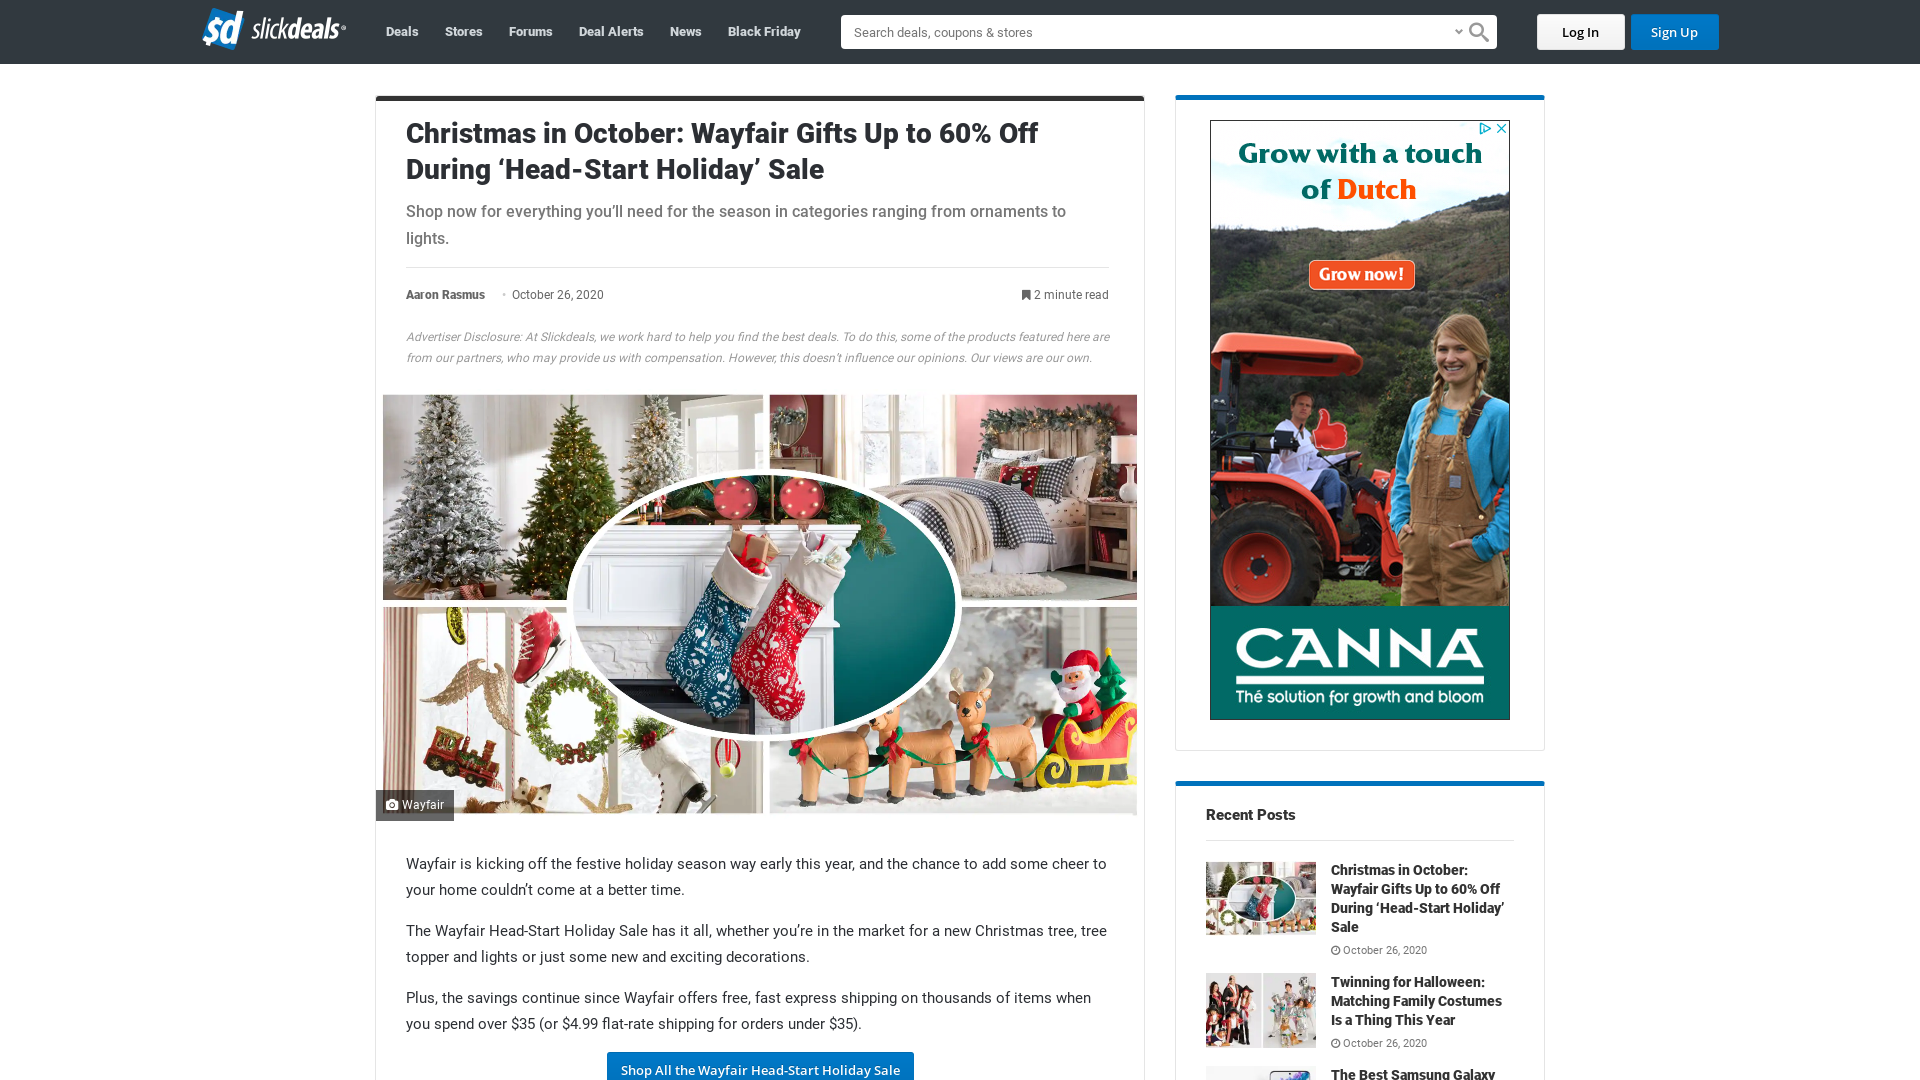 $d slickdeals
Deals
Stores
Forums
Deal Alerts
News
Black Friday
Search deals, coupons & stores
Log In
Sign Up
Christmas in October: Wayfair Gifts Up to 60% Off
During ‘Head-Start Holiday’ Sale
Shop now for everything you’ll need for the season in categories ranging from ornaments to
lights.
Aaron Rasmus • October 26, 2020
2 minute read
Advertiser Disclosure: At Slickdeals, we work hard to help you find the best deals. To do this, some of the products featured here are
from our partners, who may provide us with compensation. However, this doesn’t influence our opinions. Our views are our own.
Wayfair
Wayfair is kicking off the festive holiday season way early this year, and the chance to add some cheer to
your home couldn’t come at a better time.
The Wayfair Head-Start Holiday Sale has it all, whether you’re in the market for a new Christmas tree, tree
topper and lights or just some new and exciting decorations.
Plus, the savings continue since Wayfair offers free, fast express shipping on thousands of items when
you spend over $35 (or $4.99 flat-rate shipping for orders under $35).
Shop All the Wayfair Head-Start Holiday Sale
Grow with a touch
of Dutch
Grow now!
CANNA
Thé solution for growth and bloom
Recent Posts
Christmas in October:
Wayfair Gifts Up to 60% Off
During ‘Head-Start Holiday’
Sale
October 26, 2020
Twinning for Halloween:
Matching Family Costumes
Is a Thing This Year
October 26, 2020
The Best Samsung Galaxy